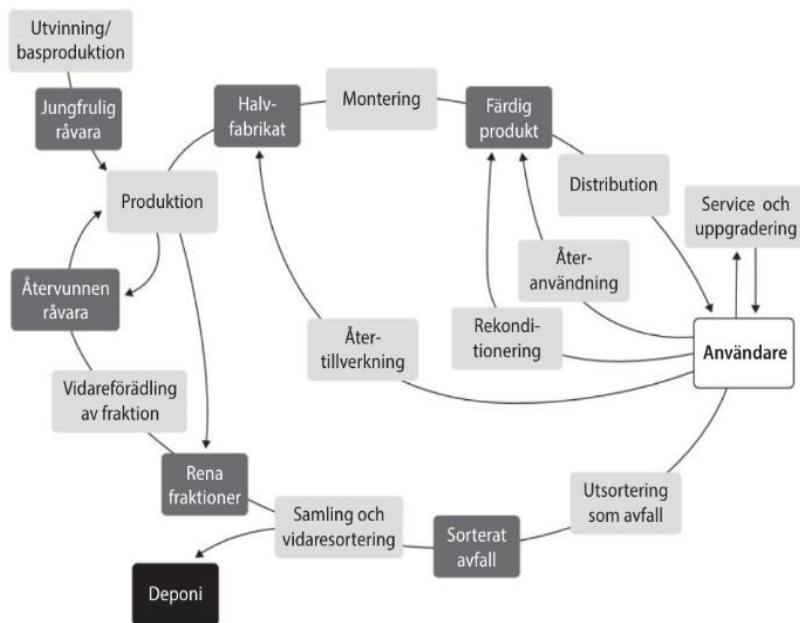 Utvinning/
basproduktion
Jungfrulig
råvara
Halv-
fabrikat
Montering
Färdig
produkt
Produktion
Distribution
Service och
uppgradering
Återvunnen
råvara
Åter-
användning
Åter-
tillverkning
Rekondi-
tionering
Användare
Vidareförädling
av fraktion
Rena
fraktioner
Samling och
vidaresortering
Sorterat
avfall
Utsortering
som avfall
Deponi